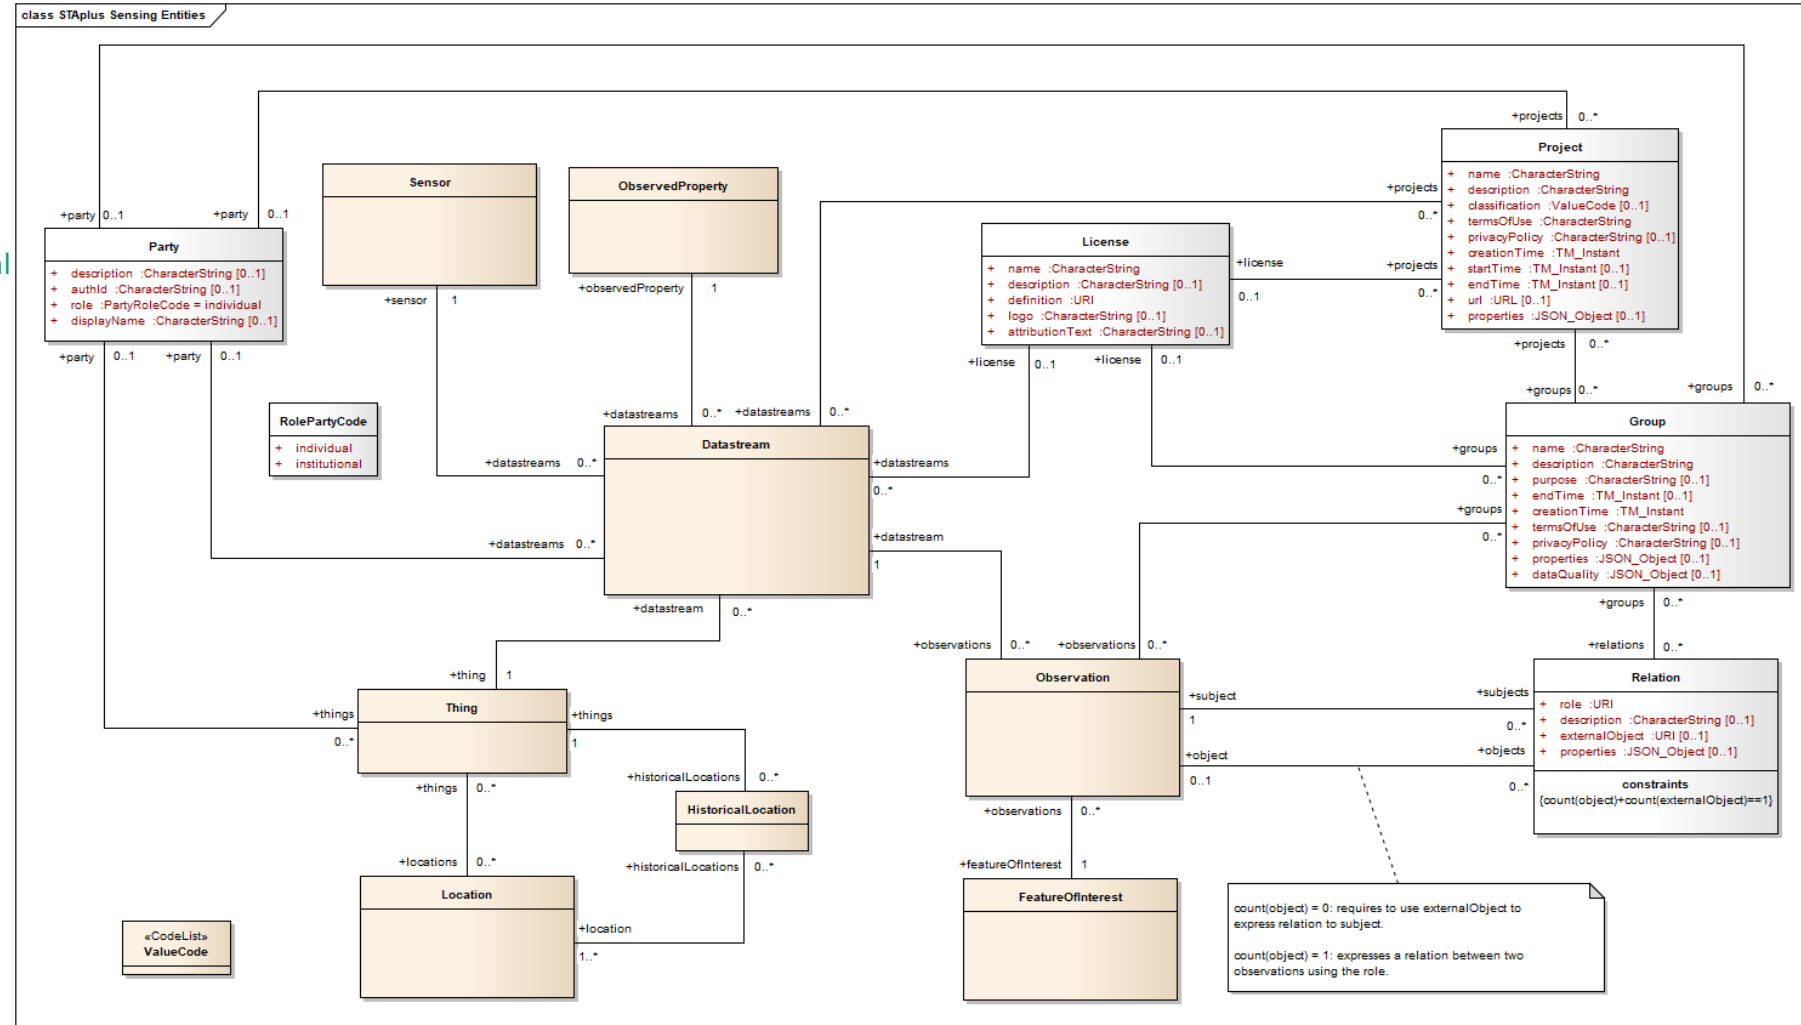 class STAplus Sensing Entities
+projects 0..*
Project
+ name :CharacterString
+ description :CharacterString
+ classification :ValueCode [0..1]
+ termsOfUse :CharacterString
+ privacyPolicy :CharacterString [0..1]
+ creationTime :TM_Instant
+ startTime :TM_Instant [0..1]
+ endTime :TM_Instant [0..1]
+ url :URL [0..1]
+ properties :JSON_Object [0..1]
Sensor
ObservedProperty
+projects
0..*
+party 0..1
+party 0..1
Party
+ description :CharacterString [0..1]
+ authId :CharacterString [0..1]
+ role :PartyRoleCode = individual
+ displayName :CharacterString [0..1]
License
+ name :CharacterString
+ description :CharacterString [0..1]
+ definition :URI
+ logo :CharacterString [0..1]
+ attributionText :CharacterString [0..1]
+license
0..1
+projects
0..*
+sensor 1
+observedProperty 1
+party 0..1
+party 0..1
+license 0..1
+license 0..1
+projects 0..*
+groups 0..*
+groups 0..*
RolePartyCode
+ individual
+ institutional
+datastreams 0..*
+datastreams 0..*
Datastream
+datastreams 0..*
+datastreams
0..*
+datastreams 0..*
+datastream
1
+datastream 0..*
+groups
0..*
+groups
0..*
Group
+ name :CharacterString
+ description :CharacterString
+ purpose :CharacterString [0..1]
+ endTime :TM_Instant [0..1]
+ creationTime :TM_Instant
+ termsOfUse :CharacterString [0..1]
+ privacyPolicy :CharacterString [0..1]
+ properties :JSON_Object [0..1]
+ dataQuality :JSON_Object [0..1]
+groups 0..*
+relations 0..*
+observations 0..*
+observations 0..*
Observation
+subject
1
+subjects
0..*
+object
0..1
+objects
0..*
Relation
+ role :URI
+ description :CharacterString [0..1]
+ externalObject :URI [0..1]
+ properties :JSON_Object [0..1]
constraints
{count(object)+count(externalObject)==1}
+thing 1
+things
0..*
Thing
+things
1
+things 0..*
+historicalLocations 0..*
HistoricalLocation
+historicalLocations 0..*
+locations 0..*
Location
+location
1..*
+observations 0..*
+featureOfInterest 1
FeatureOfInterest
count(object) = 0: requires to use externalObject to
express relation to subject.
count(object) = 1: expresses a relation between two
observations using the role.
«CodeList»
ValueCode